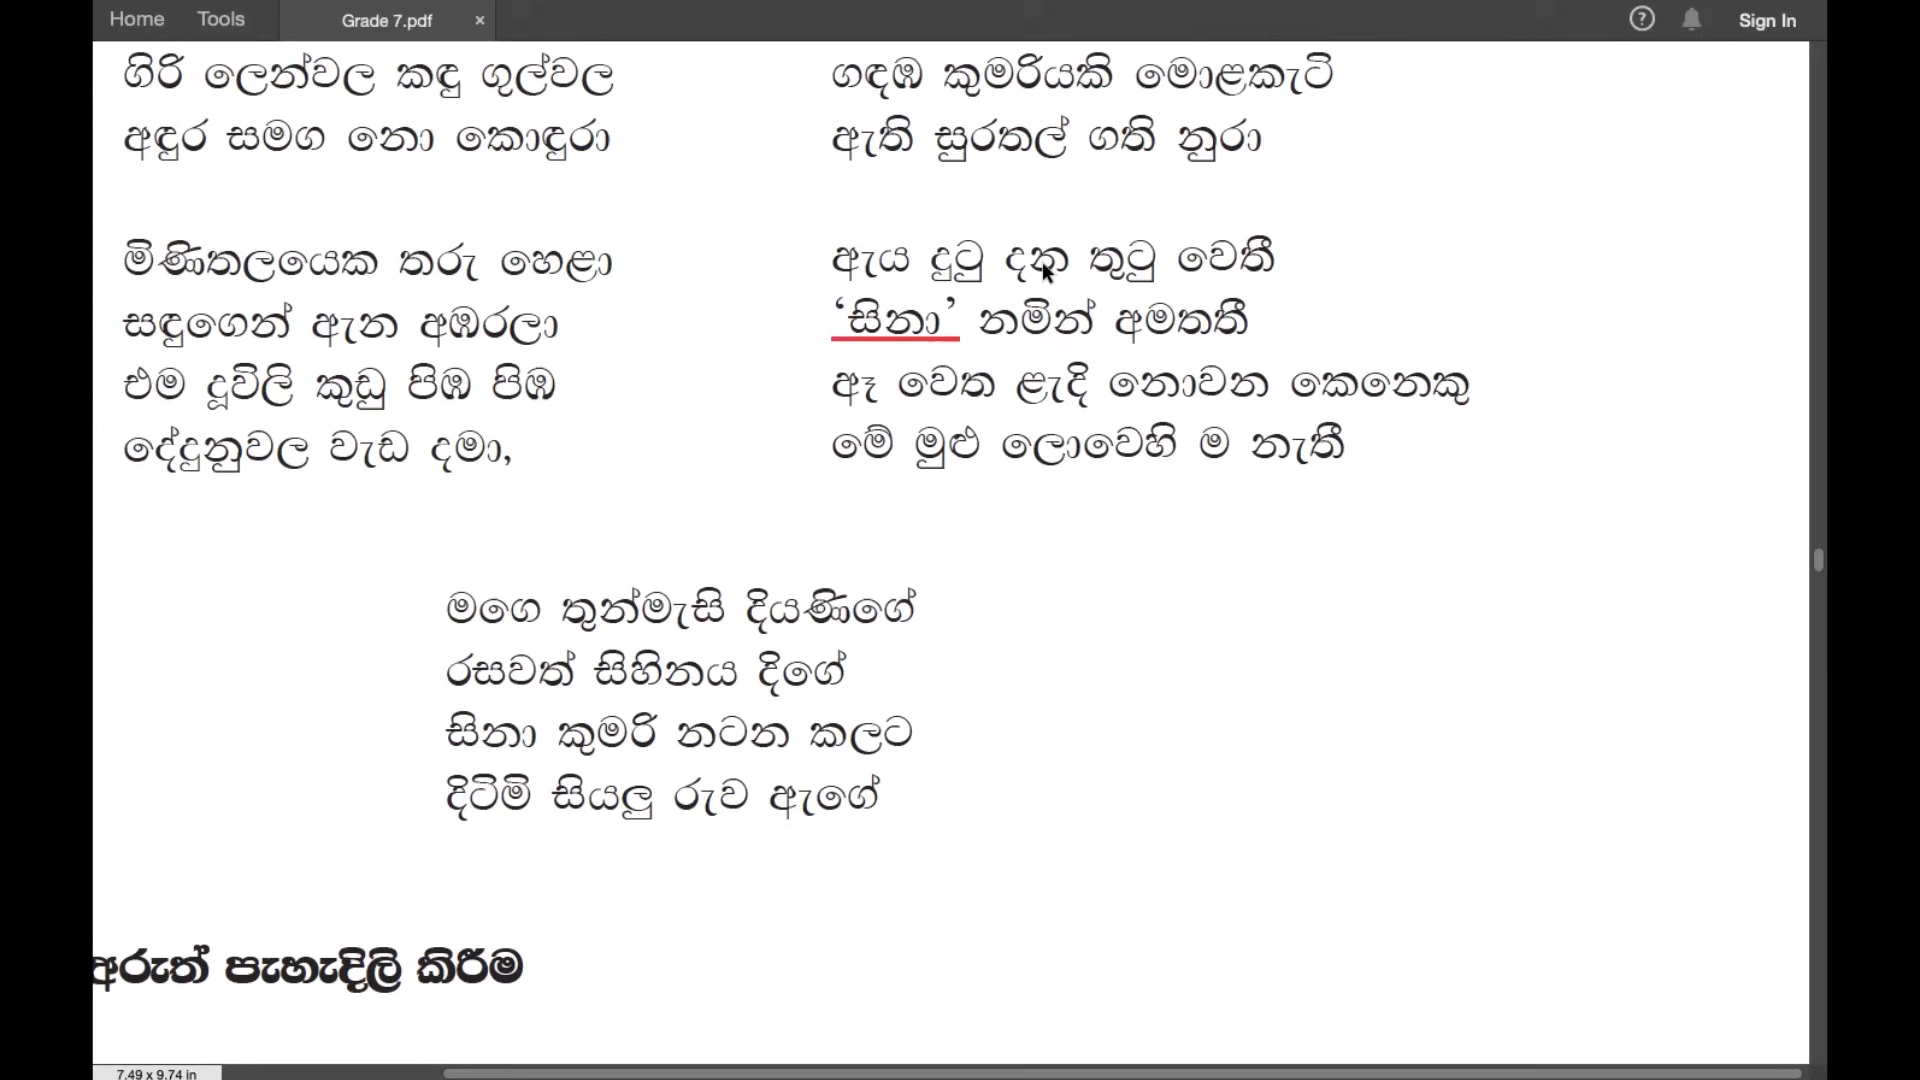 Home Tools Grade 7.pdf × ? Sign In
ගිරි ලෙන්වල කඳු ගුල්වල
අඳුර සමග නො කොඳුරා
මිණිතලයෙක තරු හෙළා
සඳුගෙන් ඇන අඹරලා
එම දූවිලි කුඩු පිඹ පිඹ
දේදුනුවල වැඩ දමා,
ගඳඹ කුමරියකි මොළකැටි
ඇති සුරතල් ගති නුරා
ඇය දුටු දන තුටු වෙතී
‘සිනා’ නමින් අමතතී
ඈ වෙත ළැදි නොවන කෙනෙකු
මේ මුළු ලොවෙහි ම නැතී
මගෙ තුන්මැසි දියණිගේ
රසවත් සිහිනය දිගේ
සිනා කුමරි නටන කලට
දිටිමි සියලු රුව ඇගේ
අරුත් පැහැදිලි කිරීම
7.49 x 9.74 in